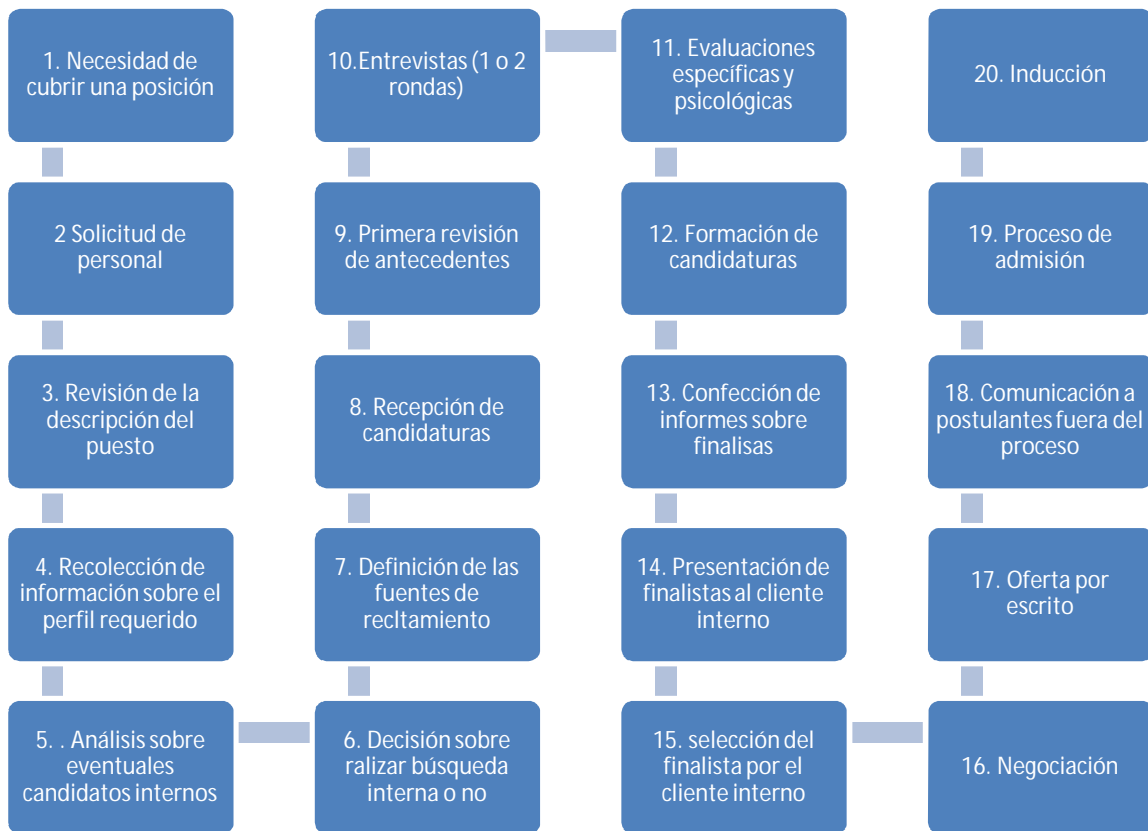 1. Necesidad de
cubrir una posición
2 Solicitud de
personal
3. Revisión de la
descripción del
puesto
4. Recolección de
información sobre el
perfil requerido
5. . Análisis sobre
eventuales
candidatos internos
6. Decisión sobre
ralizar búsqueda
interna o no
7. Definición de las
fuentes de
recltamiento
8. Recepción de
candidaturas
9. Primera revisión
de antecedentes
10.Entrevistas (1 o 2
rondas)
11. Evaluaciones
específicas y
psicológicas
12. Formación de
candidaturas
13. Confección de
informes sobre
finalisas
14. Presentación de
finalistas al cliente
interno
15. selección del
finalista por el
cliente interno
16. Negociación
17. Oferta por
escrito
18. Comunicación a
postulantes fuera del
proceso
19. Proceso de
admisión
20. Inducción